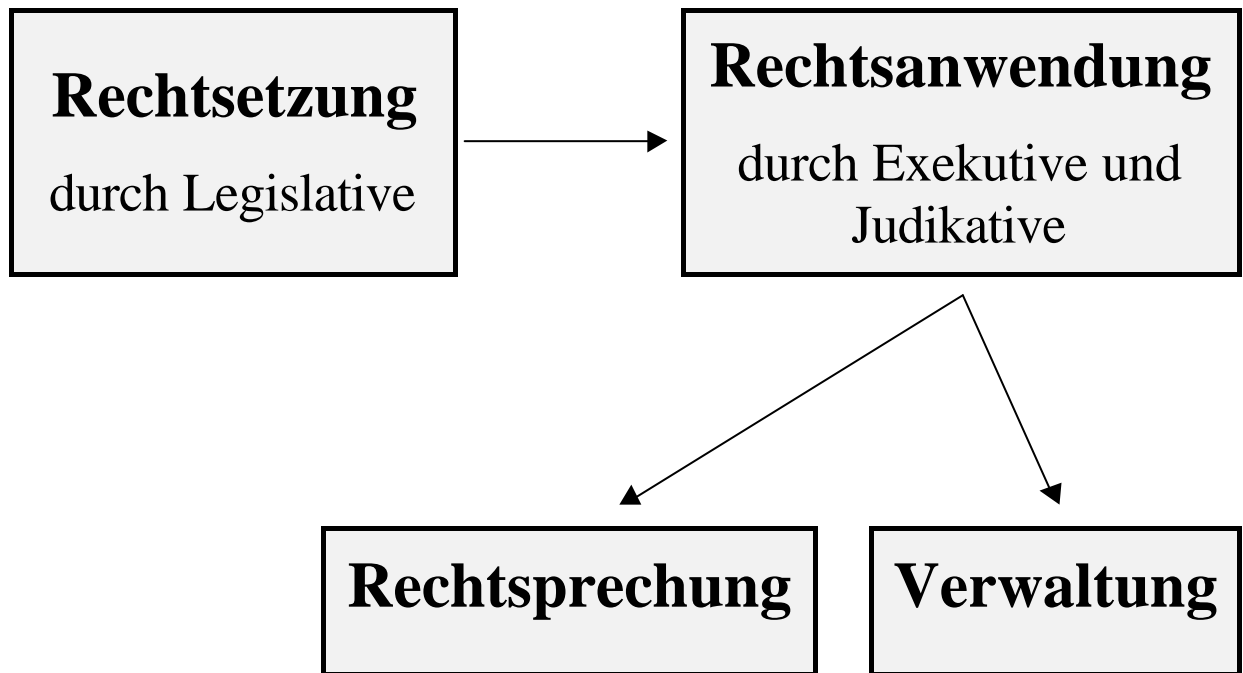 Rechtsetzung
durch Legislative
Rechtsanwendung
durch Exekutive und
Judikative
Rechtsprechung
Verwaltung